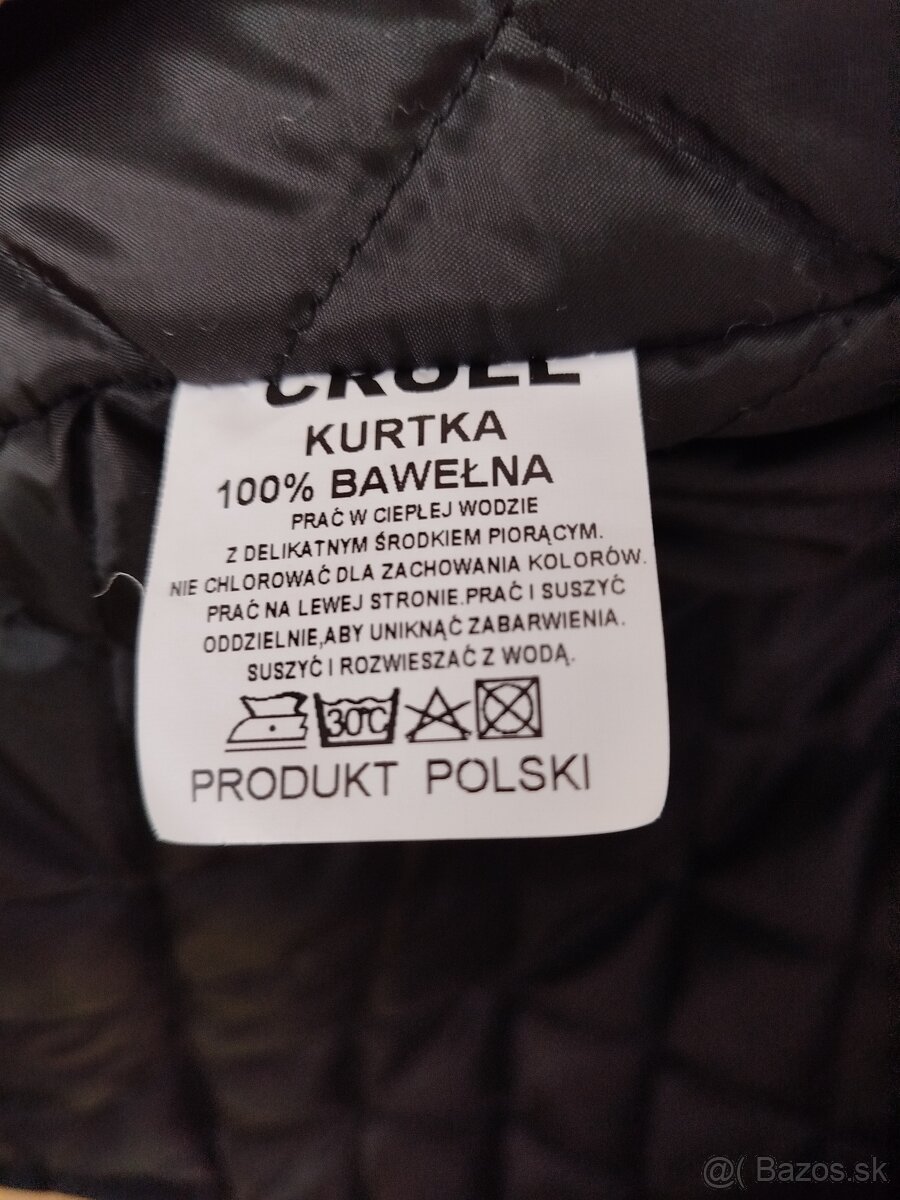 KURTKA
100% BAWEŁNA
PRAĆ W CIEPŁEJ WODZIE
Z DELIKATNYM ŚRODKIEM PIORĄCYM.
NIE CHLOROWAĆ DLA ZACHOWANIA KOLORÓW.
PRAĆ NA LEWEJ STRONIE.PRAĆ I SUSZYĆ
ODDZIELNIE,ABY UNIKNĄĆ ZABARWIENIA.
SUSZYĆ I ROZWIESZAĆ Z WODĄ.
30°C
PRODUKT POLSKI
@( Bazos.sk